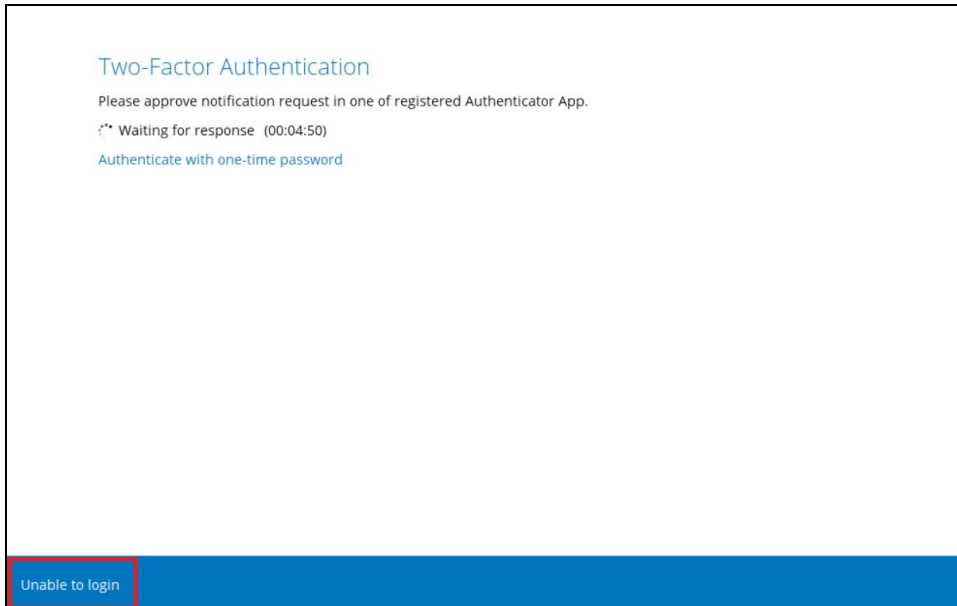 Two-Factor Authentication
Please approve notification request in one of registered Authenticator App.
Waiting for response (00:04:50)
Authenticate with one-time password
Unable to login